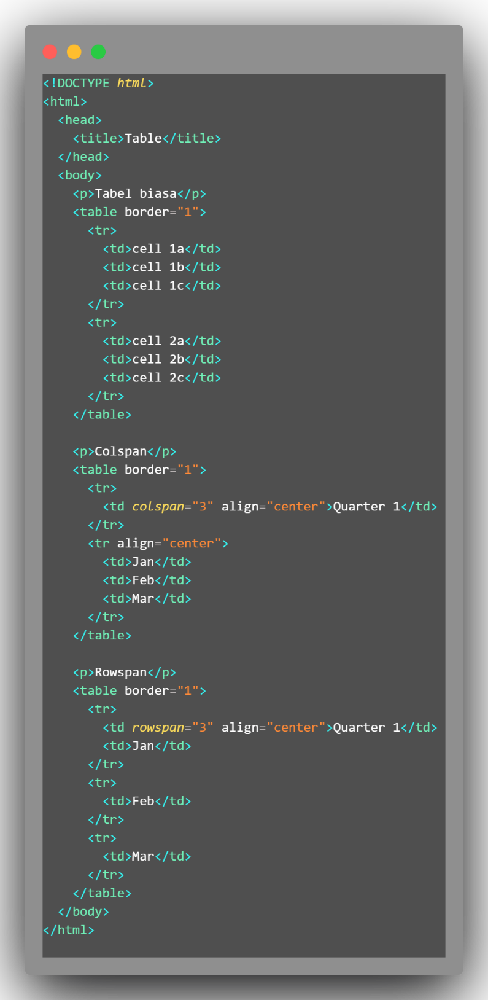 <!DOCTYPE html>
<html>
  <head>
    <title>Table</title>
  </head>
  <body>
    <p>Tabel biasa</p>
    <table border="1">
      <tr>
        <td>cell 1a</td>
        <td>cell 1b</td>
        <td>cell 1c</td>
      </tr>
      <tr>
        <td>cell 2a</td>
        <td>cell 2b</td>
        <td>cell 2c</td>
      </tr>
    </table>

    <p>Colspan</p>
    <table border="1">
      <tr>
        <td colspan="3" align="center">Quarter 1</td>
      </tr>
      <tr align="center">
        <td>Jan</td>
        <td>Feb</td>
        <td>Mar</td>
      </tr>
    </table>

    <p>Rowspan</p>
    <table border="1">
      <tr>
        <td rowspan="3" align="center">Quarter 1</td>
        <td>Jan</td>
      </tr>
      <tr>
        <td>Feb</td>
      </tr>
      <tr>
        <td>Mar</td>
      </tr>
    </table>
  </body>
</html>